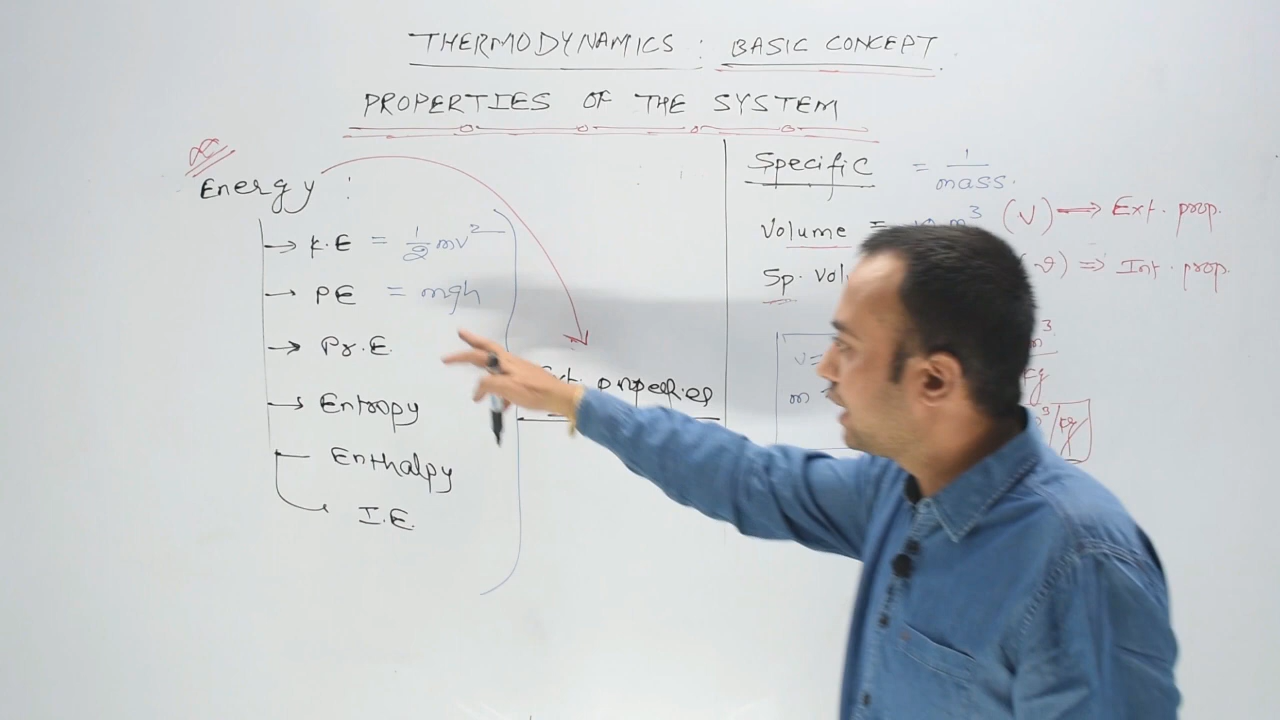 THERMODYNAMICS : BASIC CONCEPT
PROPERTIES OF THE SYSTEM
Energy :
→ K.E = 1/2 mv²
→ PE = mgh
→ Pr.E.
→ Entropy
Enthalpy
I.E.
Specific = 1/mass.
Volume = m³ (V) ⇒ Ext. prop.
Sp. Vol ⇒ Int. prop.